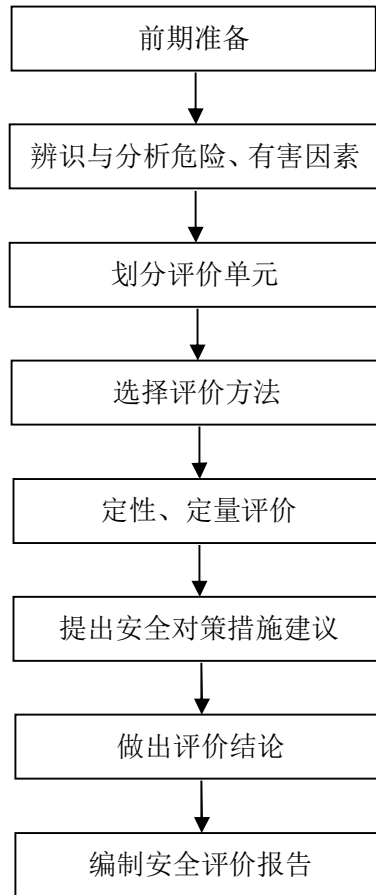 前期准备
辨识与分析危险、有害因素
划分评价单元
选择评价方法
定性、定量评价
提出安全对策措施建议
做出评价结论
编制安全评价报告